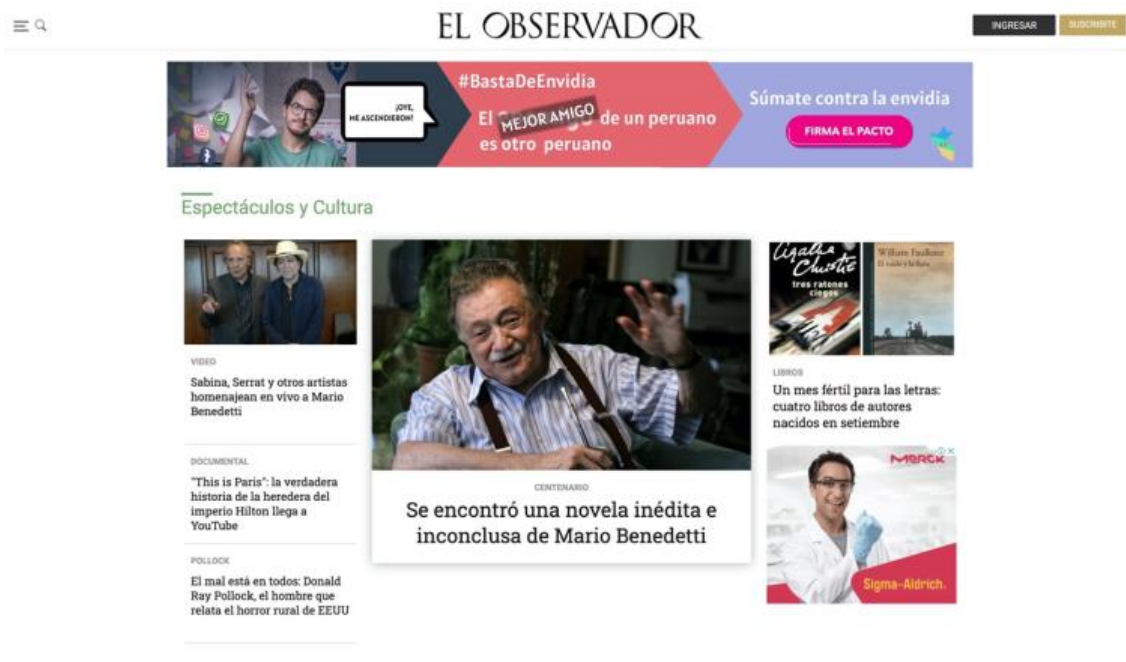 EL OBSERVADOR
INGRESAR
SUSCRIBITE
¡OYE,
ME ASCENDIERON!
#BastaDeEnvidia
El MEJOR AMIGO de un peruano
es otro peruano
Súmate contra la envidia
FIRMA EL PACTO
Espectáculos y Cultura
VIDEO
Sabina, Serrat y otros artistas
homenajean en vivo a Mario
Benedetti
DOCUMENTAL
"This is Paris": la verdadera
historia de la heredera del
imperio Hilton llega a
YouTube
POLLOCK
El mal está en todos: Donald
Ray Pollock, el hombre que
relata el horror rural de EEUU
CENTENARIO
Se encontró una novela inédita e
inconclusa de Mario Benedetti
Agatha
Christie
tres ratones
ciegos
William Faulkner
El ruido y la furia
LIBROS
Un mes fértil para las letras:
cuatro libros de autores
nacidos en setiembre
MERCK
Sigma-Aldrich.